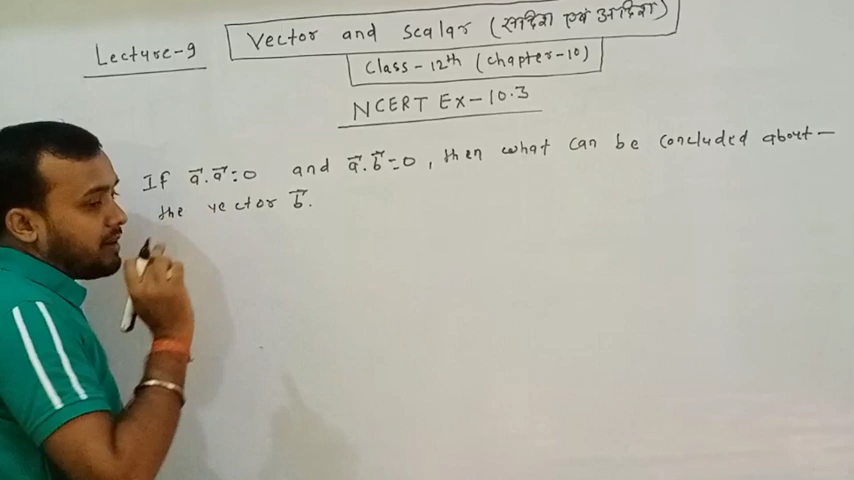 Lecture-9
Vector and scalar (सदिश एवं अदिश)
Class-12th (Chapter-10)
NCERT Ex-10.3
If a⃗.a⃗=0 and a⃗.b⃗=0, then what can be concluded about-
the vector b⃗.